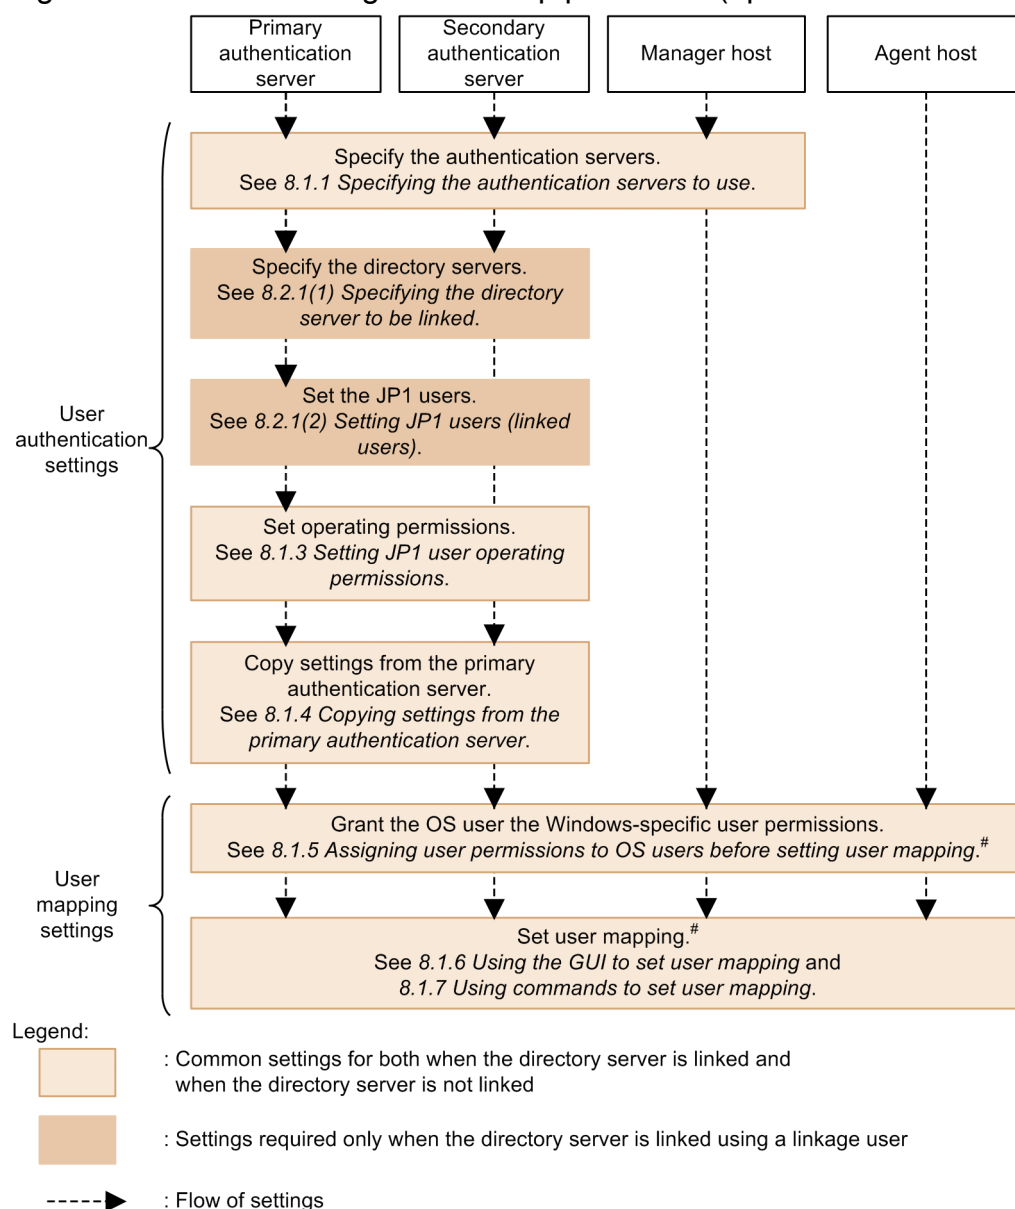 Primary
authentication
server
Secondary
authentication
server
Manager host
Agent host
Specify the authentication servers.
See 8.1.1 Specifying the authentication servers to use.
Specify the directory servers.
See 8.2.1(1) Specifying the directory
server to be linked.
Set the JP1 users.
See 8.2.1(2) Setting JP1 users (linked
users).
User
authentication
settings
Set operating permissions.
See 8.1.3 Setting JP1 user operating
permissions.
Copy settings from the primary
authentication server.
See 8.1.4 Copying settings from the
primary authentication server.
Grant the OS user the Windows-specific user permissions.
See 8.1.5 Assigning user permissions to OS users before setting user mapping.#
User
mapping
settings
Set user mapping.#
See 8.1.6 Using the GUI to set user mapping and
8.1.7 Using commands to set user mapping.
Legend:
: Common settings for both when the directory server is linked and
when the directory server is not linked
: Settings required only when the directory server is linked using a linkage user
: Flow of settings